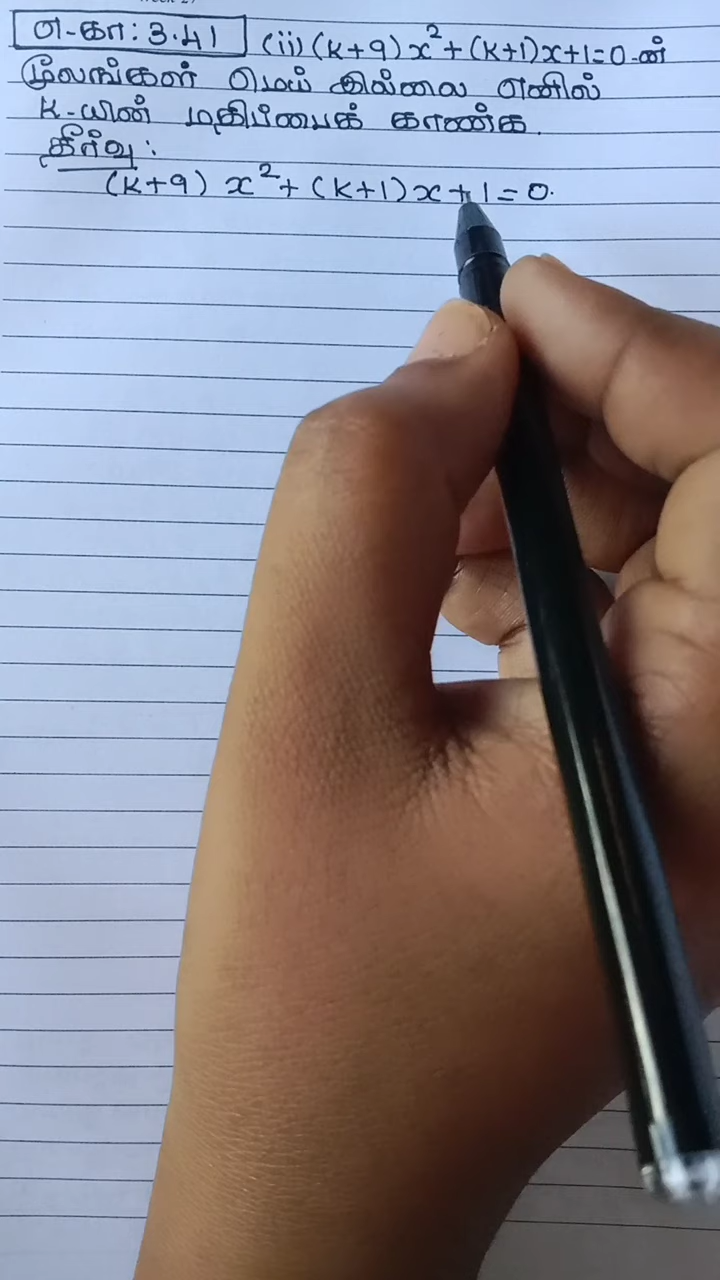 எ-கா: 3.41 (ii) (k+9)x²+(k+1)x+1=0-ன்
மூலங்கள் மெய் இல்லை எனில்
k-யின் மதிப்பைக் காண்க.
தீர்வு:
(k+9) x²+(k+1)x+1=0.